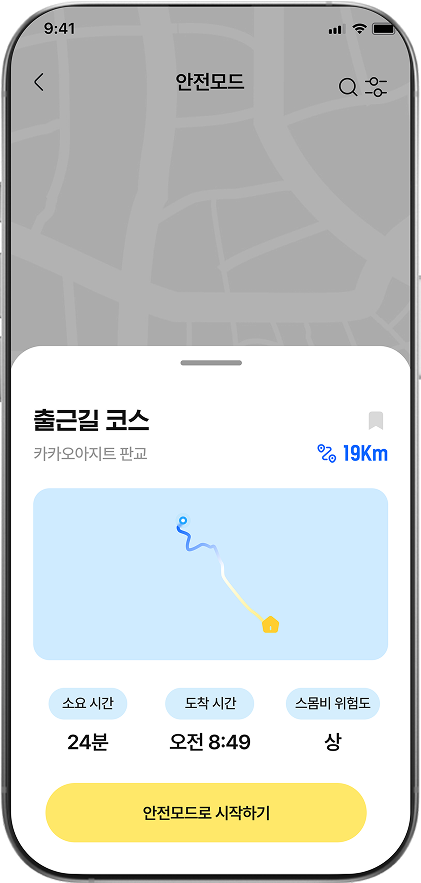 9:41
안전모드
출근길 코스
카카오아지트 판교
19Km
소요 시간
도착 시간
스몸비 위험도
24분
오전 8:49
상
안전모드로 시작하기